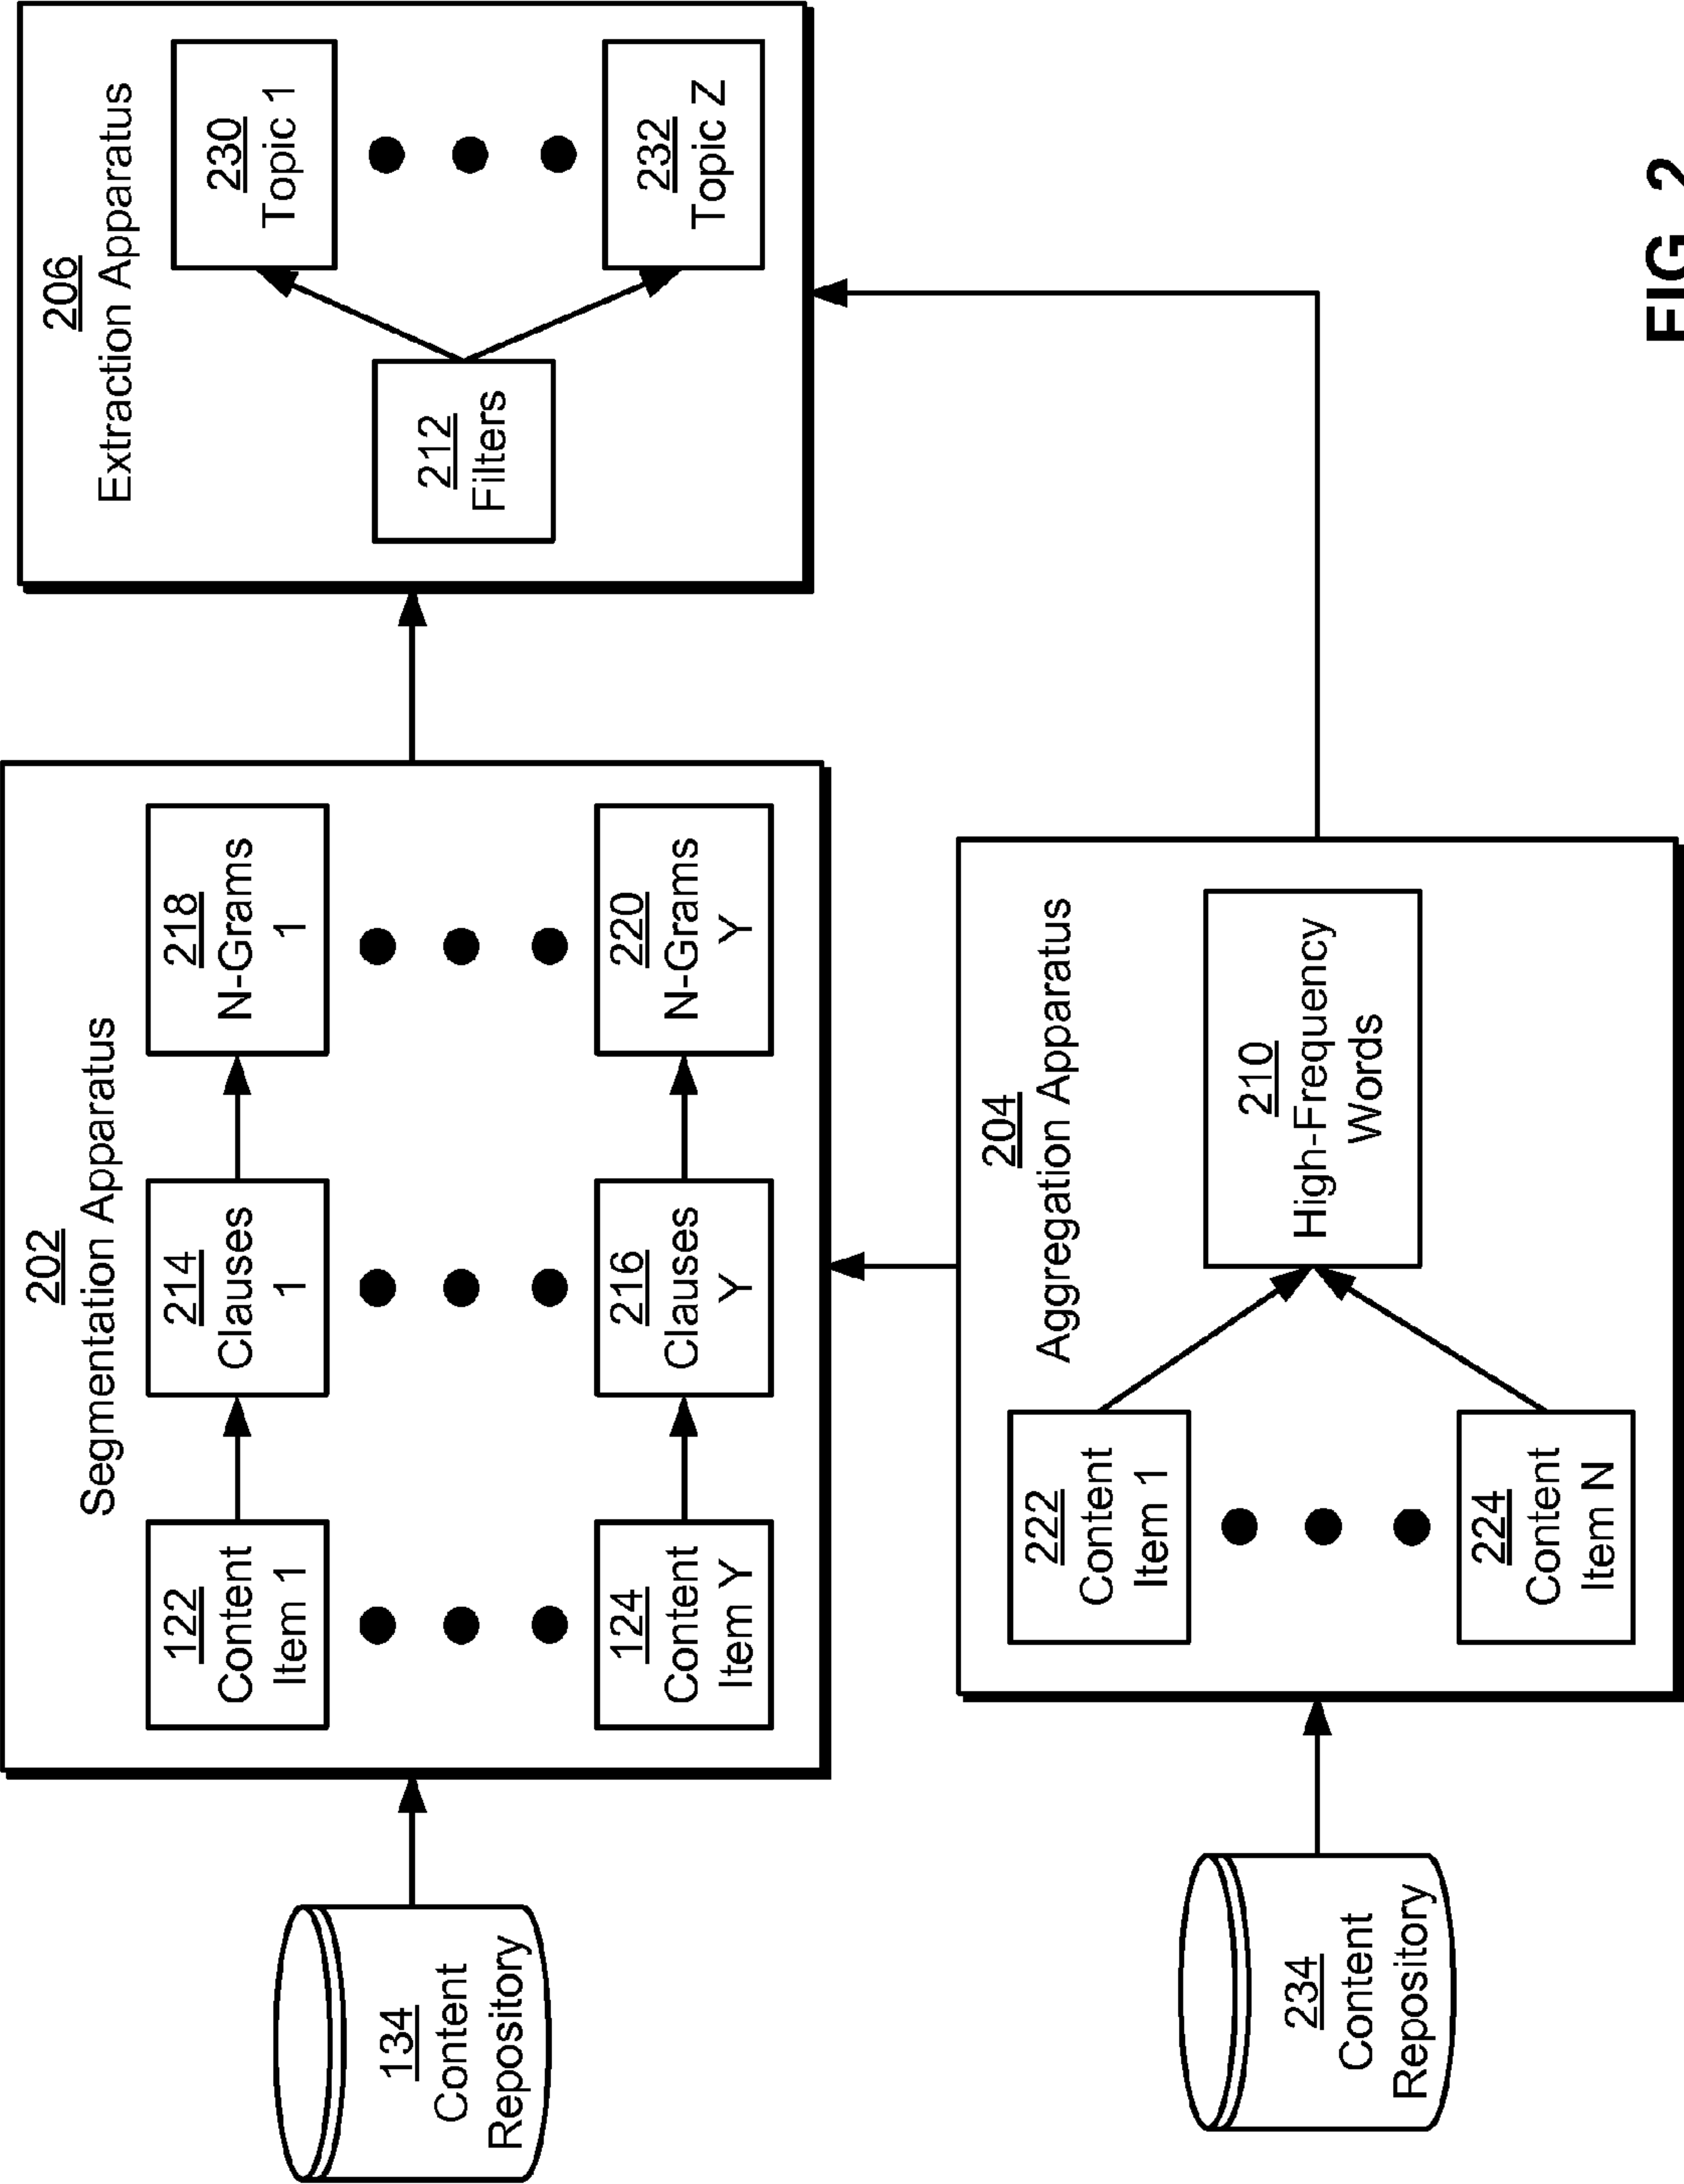 134
Content
Repository
202
Segmentation Apparatus
122
Content
Item 1
214
Clauses
1
218
N-Grams
1
124
Content
Item Y
216
Clauses
Y
220
N-Grams
Y
206
Extraction Apparatus
212
Filters
230
Topic 1
232
Topic Z
234
Content
Repository
204
Aggregation Apparatus
222
Content
Item 1
224
Content
Item N
210
High-Frequency
Words
FIG. 2